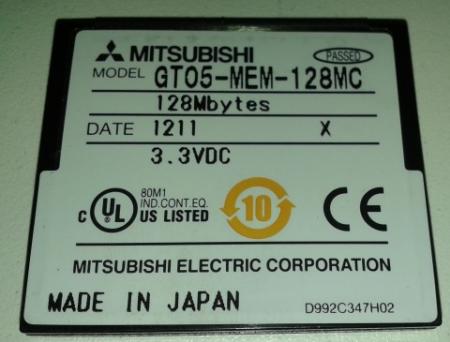 MITSUBISHI PASSED
MODEL GT05-MEM-128MC
128Mbytes
DATE 1211 X
3.3VDC
80M1
IND.CONT.EQ.
C UL US LISTED 10 CE
MITSUBISHI ELECTRIC CORPORATION
MADE IN JAPAN D992C347H02